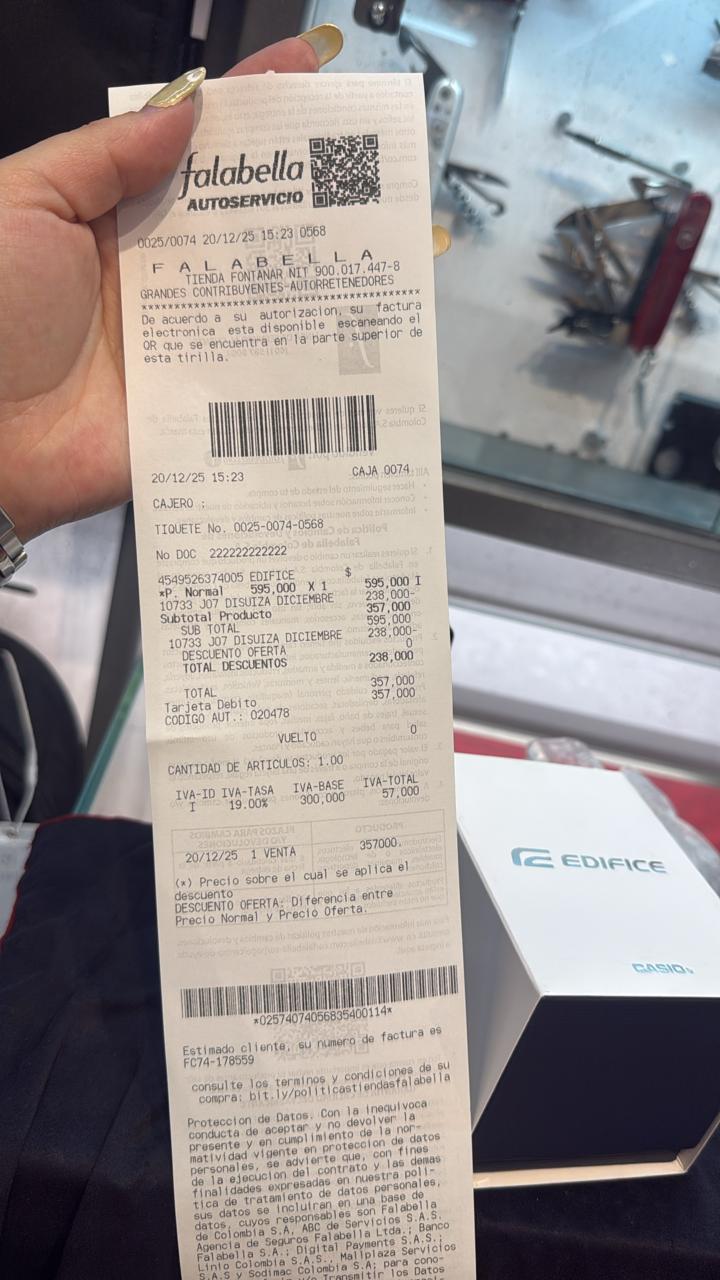 falabella
AUTOSERVICIO
0025/0074 20/12/25 15:23 0568
F A L A B E L L A
TIENDA FONTANAR NIT 900.017.447-8
GRANDES CONTRIBUYENTES-AUTORRETENEDORES
De acuerdo a su autorizacion, su factura
electronica esta disponible escaneando el
QR que se encuentra en la parte superior de
esta tirilla.
20/12/25 15:23 CAJA 0074
CAJERO :
TIQUETE No. 0025-0074-0568
No DOC 222222222222
$
4549526374005 EDIFICE
*P. Normal 595,000 X 1 595,000 I
10733 J07 DISUIZA DICIEMBRE 238,000-
Subtotal Producto 357,000
SUB TOTAL 595,000
10733 J07 DISUIZA DICIEMBRE 238,000-
DESCUENTO OFERTA 0
TOTAL DESCUENTOS 238,000
TOTAL 357,000
Tarjeta Debito 357,000
CODIGO AUT.: 020478
VUELTO 0
CANTIDAD DE ARTICULOS: 1.00
IVA-ID IVA-TASA IVA-BASE IVA-TOTAL
I 19.00% 300,000 57,000
20/12/25 1 VENTA 357000.
(*) Precio sobre el cual se aplica el
descuento
DESCUENTO OFERTA: Diferencia entre
Precio Normal y Precio Oferta.
*02574074056835400114*
Estimado cliente, su numero de factura es
FC74-178559
consulte los terminos y condiciones de su
compra: bit.ly/politicastiendasfalabella
Proteccion de Datos. Con la inequivoca
conducta de aceptar y no devolver la
presente y en cumplimiento de la nor-
matividad vigente en proteccion de datos
personales, se advierte que, con fines
de la ejecucion del contrato y las demas
finalidades expresadas en nuestra poli-
tica de tratamiento de datos personales,
sus datos se incluiran en una base de
datos, cuyos responsables son Falabella
de Colombia S.A, ABC de Servicios S.A.S.
Agencia de Seguros Falabella Ltda.; Banco
Falabella S.A.; Digital Payments S.A.S.;
Linio Colombia S.A.S., Mallplaza Servicios
S.A.S y Sodimac Colombia S.A; para cono-
Transmitir los Datos
EDIFICE
CASIO